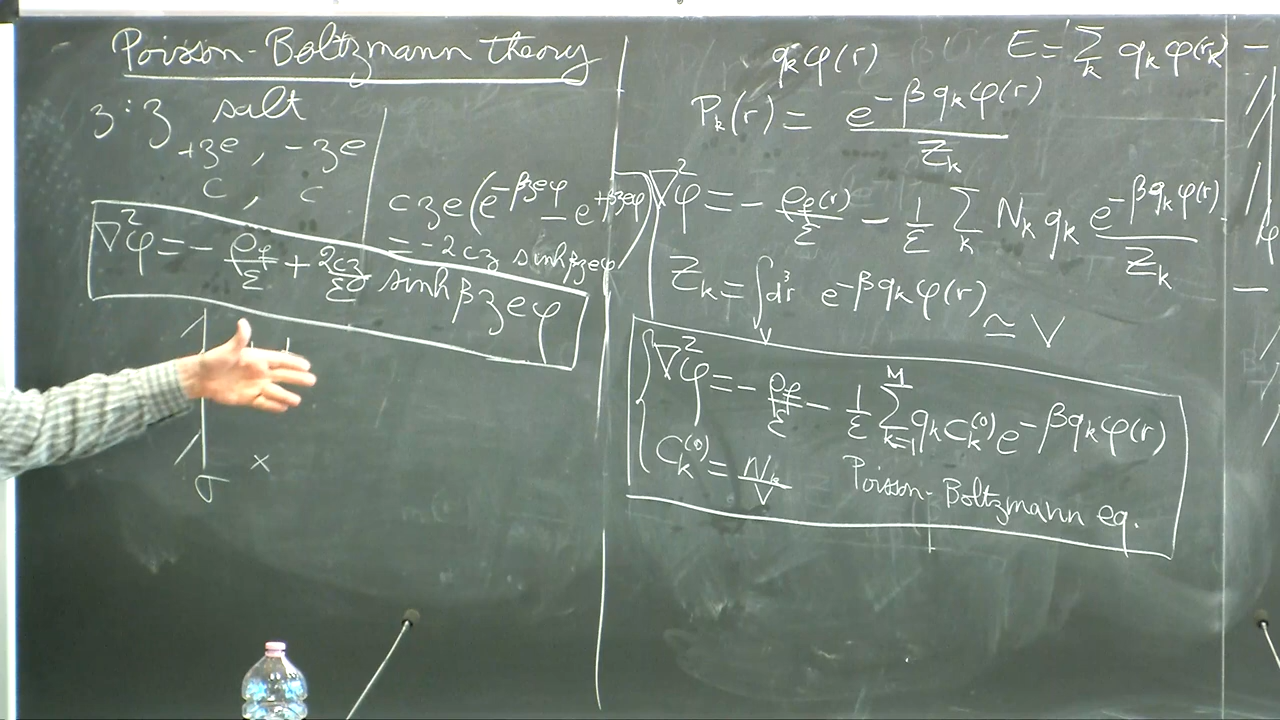 Poisson-Boltzmann theory
z:z salt
+ze, -ze
c, c
cze(e^{-βzeφ} - e^{+βzeφ})
= -2cz sinh βzeφ
∇²φ = - ρ_f/ε + 2cz/ε sinh βzeφ
σ x
q_k φ(r)
E = Σ_k q_k φ(r_k) -
P_k(r) = e^{-βq_kφ(r)} / Z_k
∇²φ = - ρ_f(r)/ε - 1/ε Σ_k N_k q_k e^{-βq_kφ(r)} / Z_k
Z_k = ∫_V d³r e^{-βq_kφ(r)} ≃ V
∇²φ = - ρ_f/ε - 1/ε Σ_{k=1}^{M} q_k c_k^{(0)} e^{-βq_kφ(r)}
c_k^{(0)} = N_k/V
Poisson-Boltzmann eq.